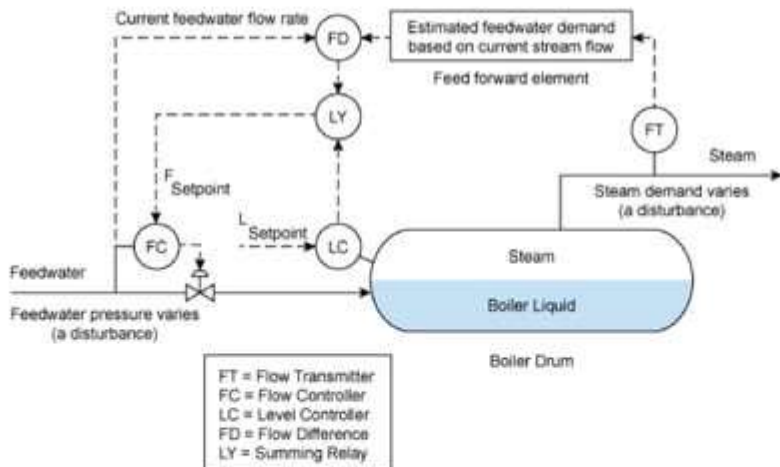 Current feedwater flow rate
FD
Estimated feedwater demand
based on current stream flow
Feed forward element
LY
FT
Steam
Steam demand varies
(a disturbance)
F
Setpoint
L
Setpoint
FC
LC
Steam
Boiler Liquid
Boiler Drum
Feedwater
Feedwater pressure varies
(a disturbance)
FT = Flow Transmitter
FC = Flow Controller
LC = Level Controller
FD = Flow Difference
LY = Summing Relay